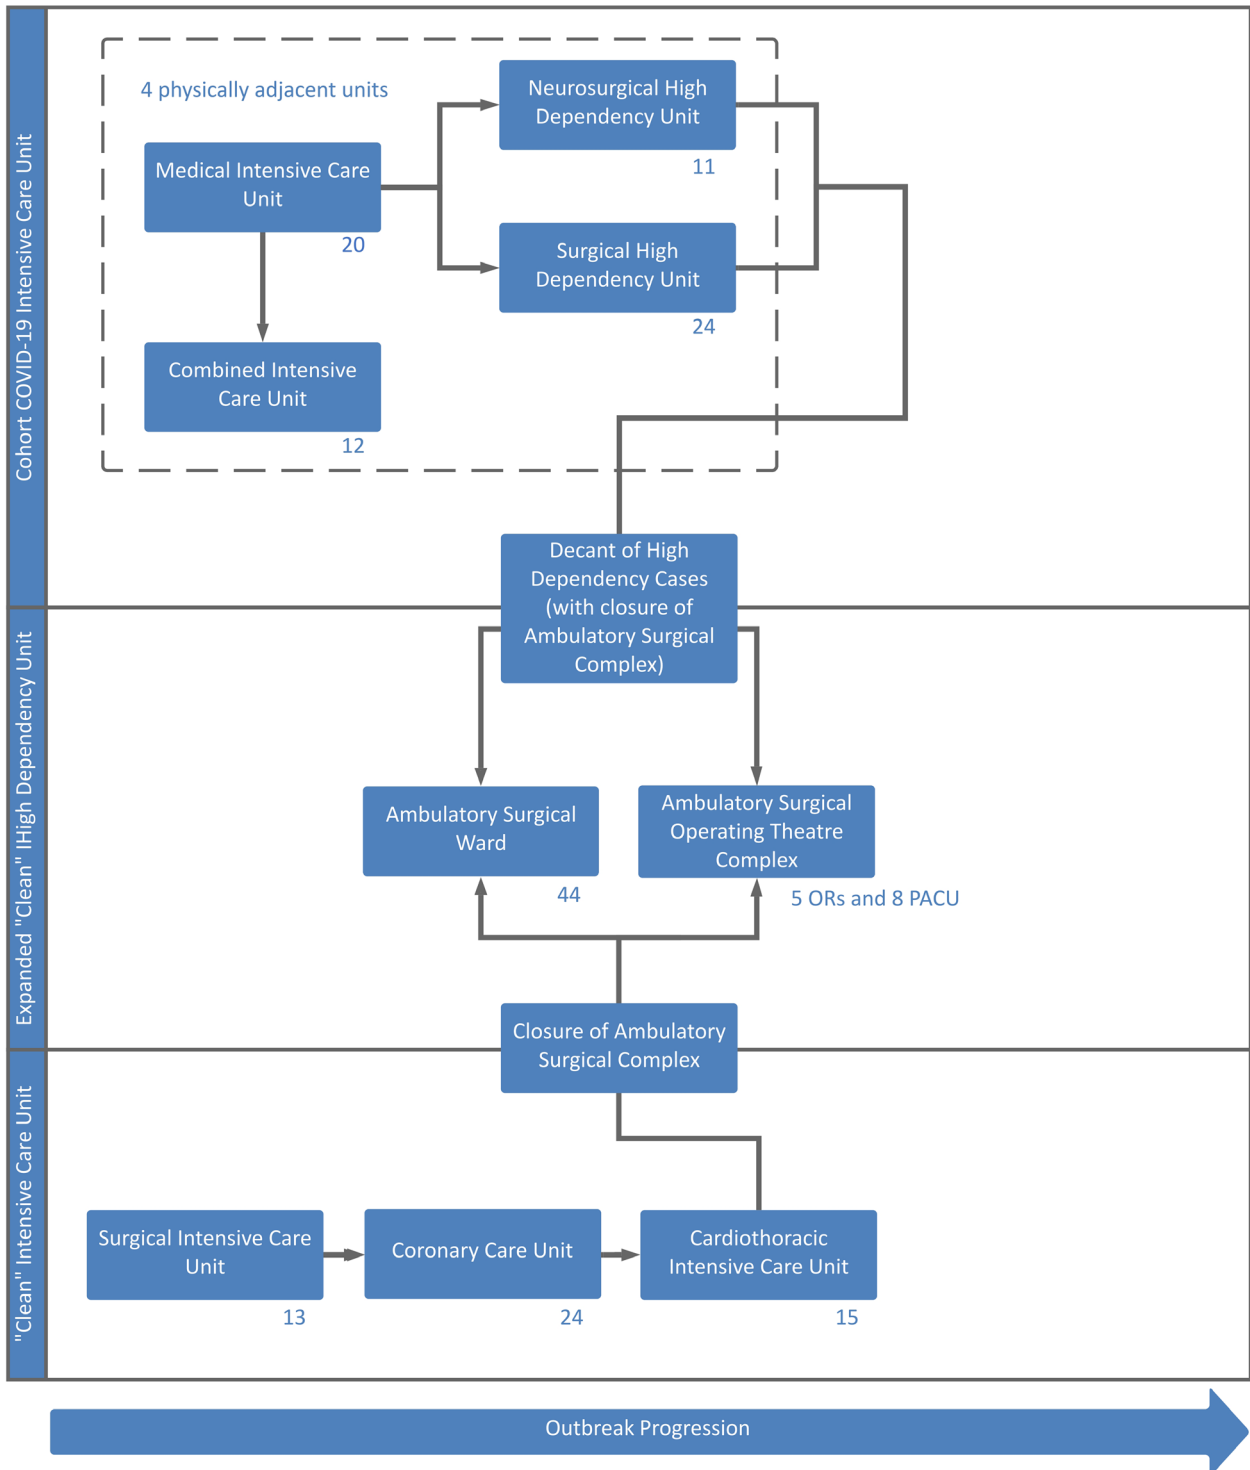 Cohort COVID-19 Intensive Care Unit
4 physically adjacent units
Neurosurgical High
Dependency Unit
11
Medical Intensive Care
Unit
20
Surgical High
Dependency Unit
24
Combined Intensive
Care Unit
12
Decant of High
Dependency Cases
(with closure of
Ambulatory Surgical
Complex)
Expanded "Clean" IHigh Dependency Unit
Ambulatory Surgical
Ward
44
Ambulatory Surgical
Operating Theatre
Complex
5 ORs and 8 PACU
Closure of Ambulatory
Surgical Complex
"Clean" Intensive Care Unit
Surgical Intensive Care
Unit
13
Coronary Care Unit
24
Cardiothoracic
Intensive Care Unit
15
Outbreak Progression